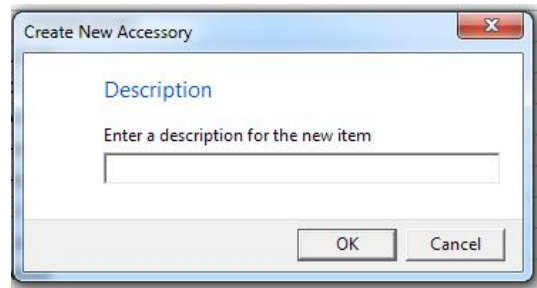 Create New Accessory
Description
Enter a description for the new item
OK Cancel